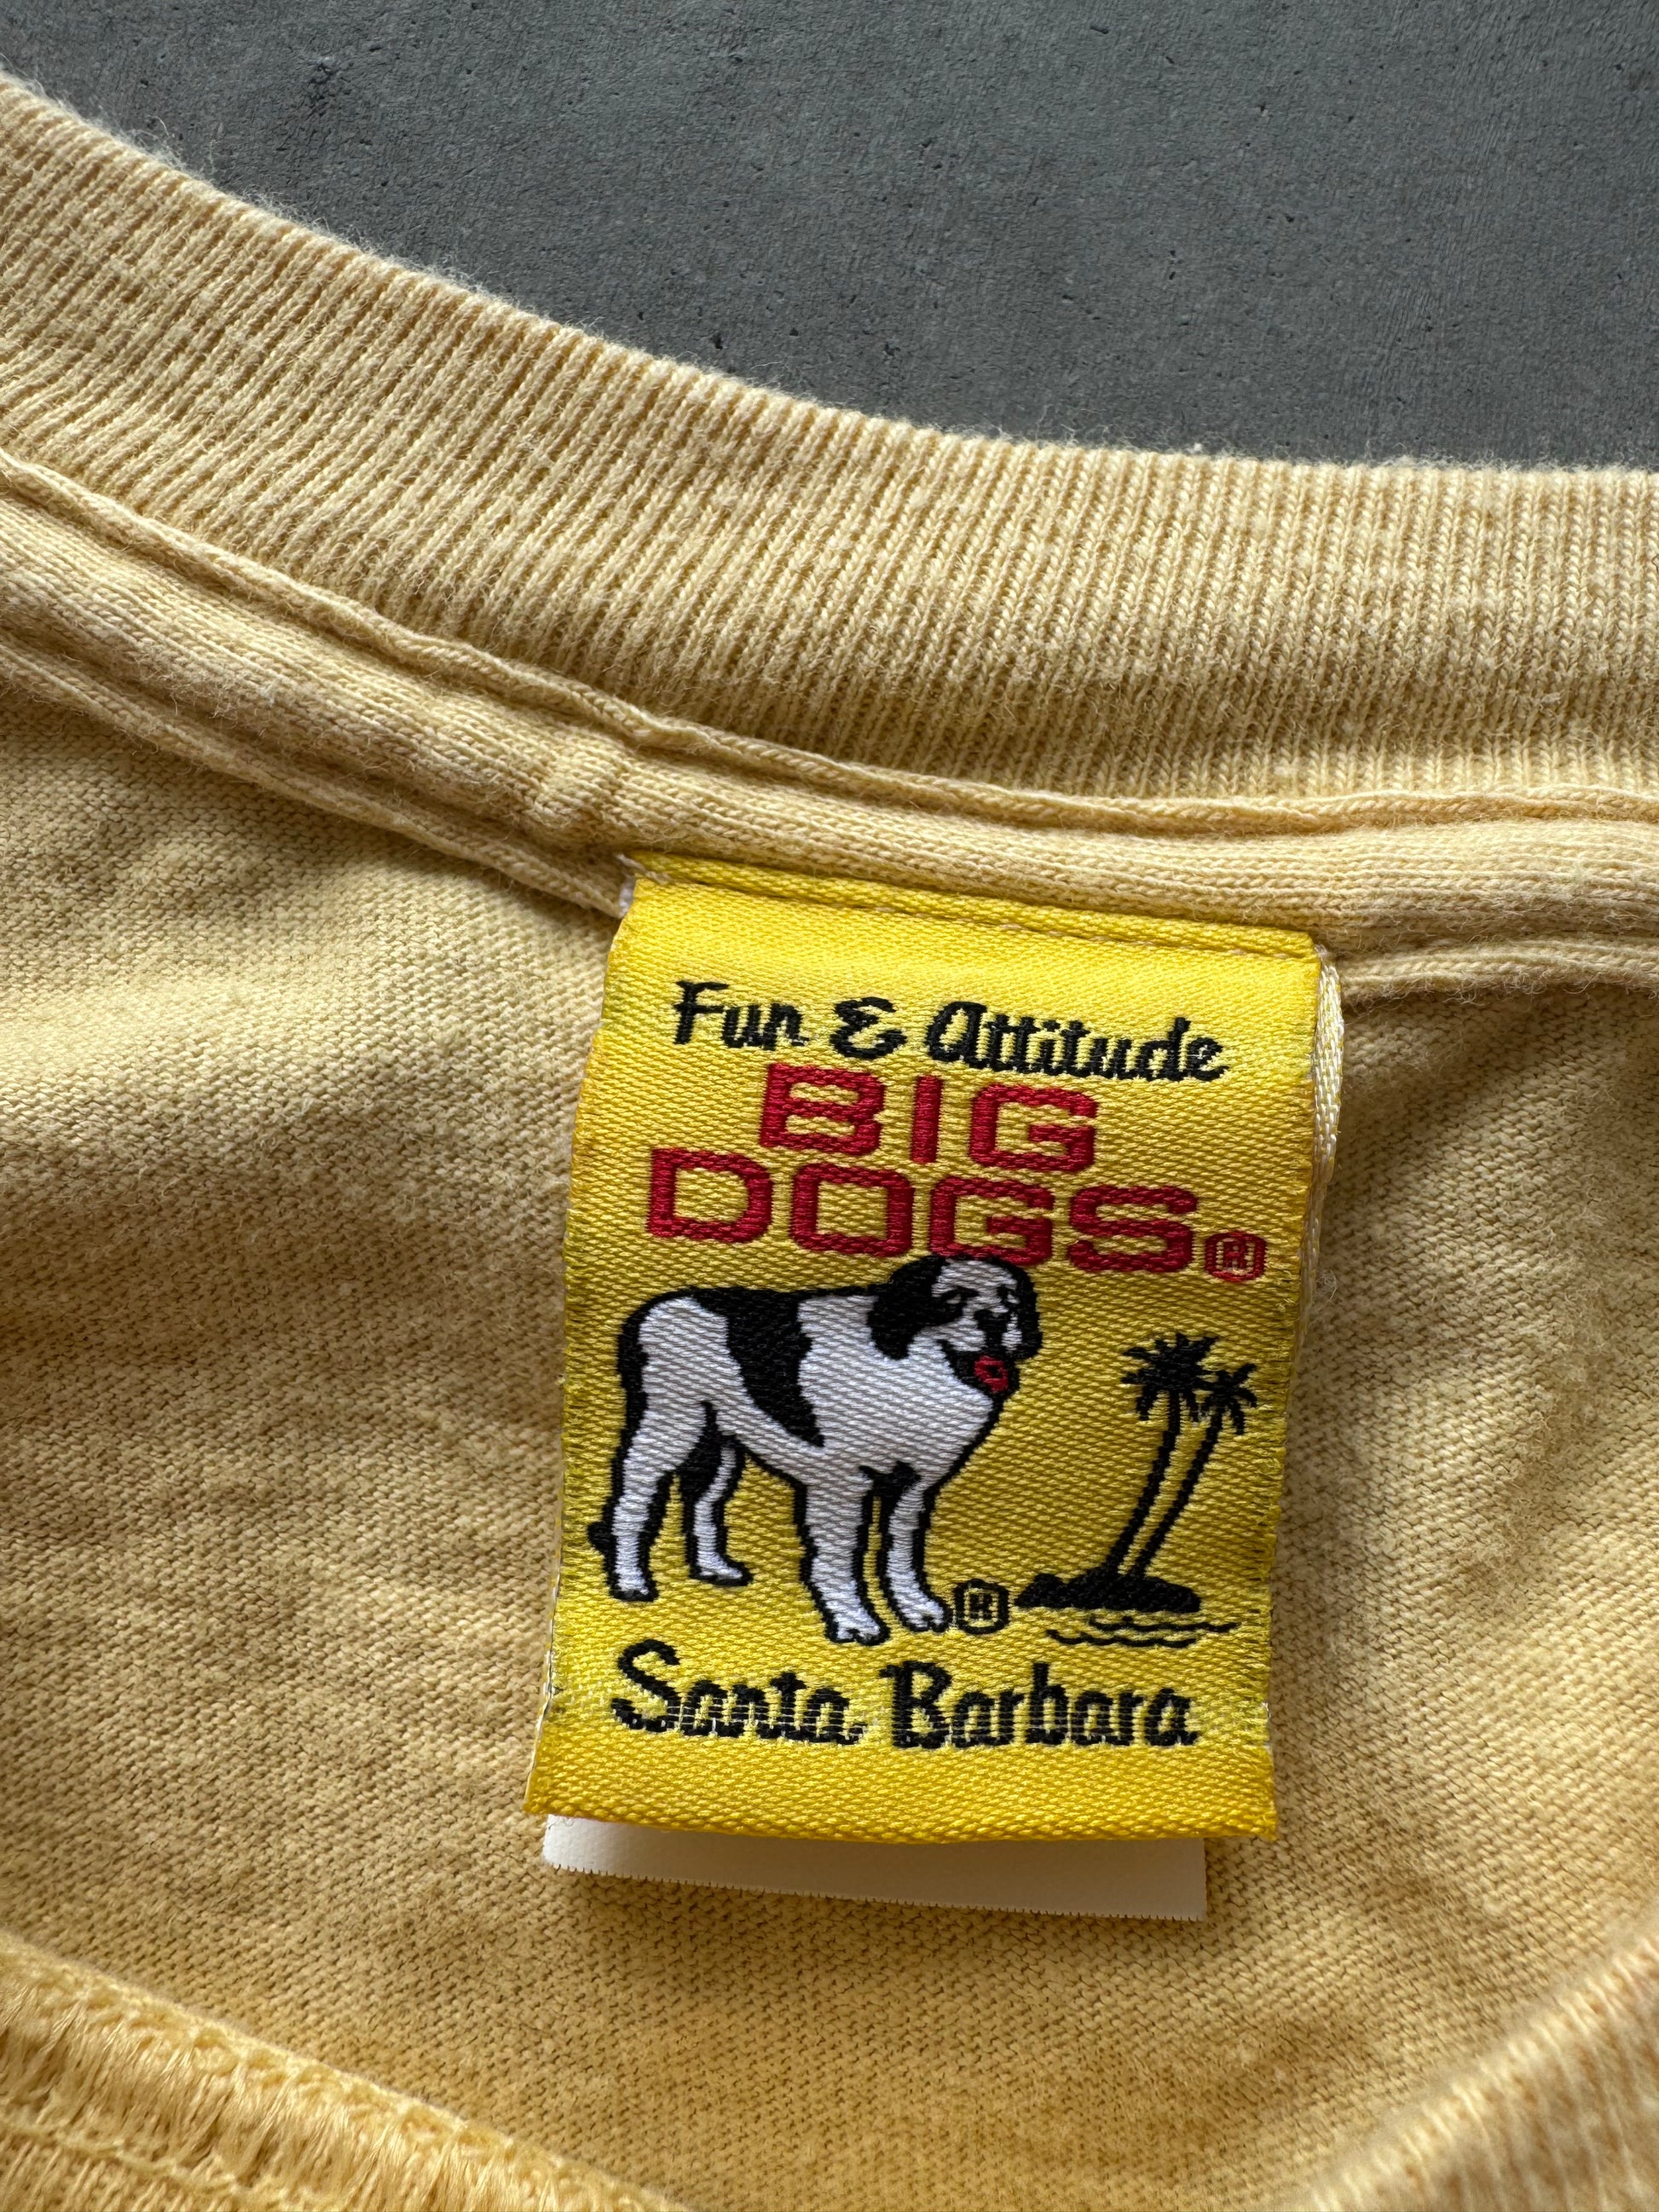 Fun & Attitude
BIG
DOGS®
®
Santa Barbara